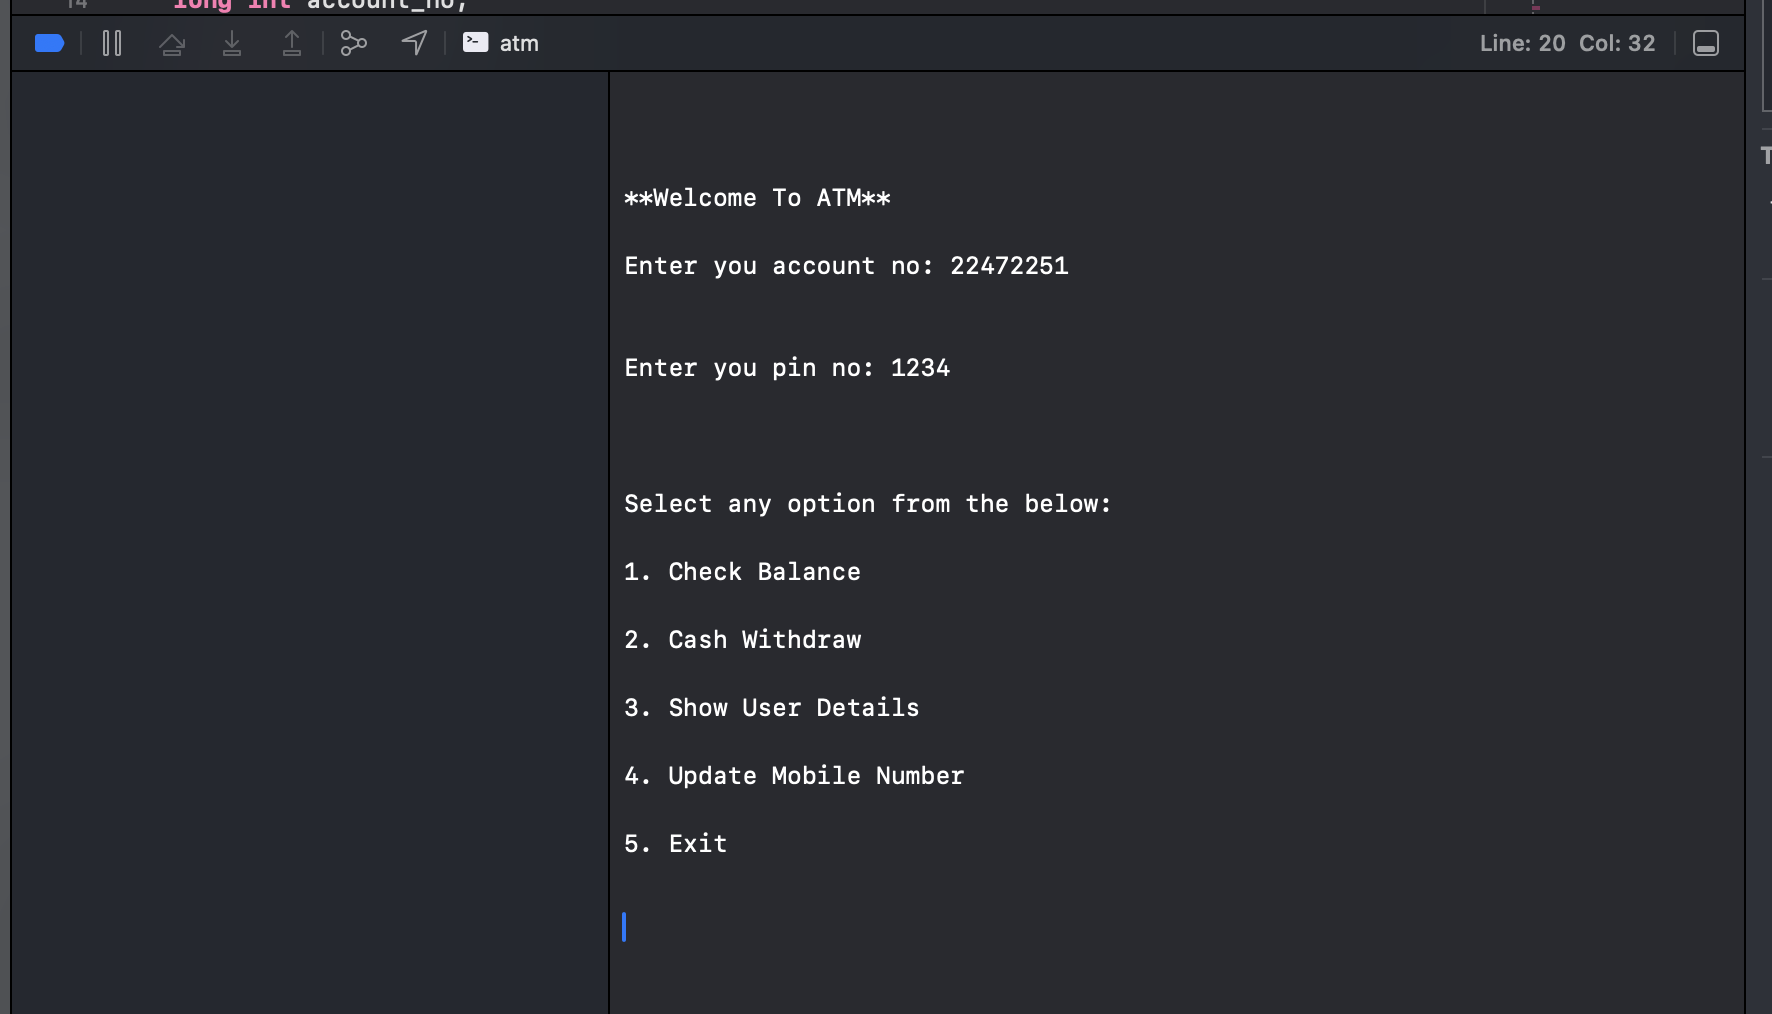 14 long int account_no;
atm
Line: 20 Col: 32
**Welcome To ATM**
Enter you account no: 22472251
Enter you pin no: 1234
Select any option from the below:
1. Check Balance
2. Cash Withdraw
3. Show User Details
4. Update Mobile Number
5. Exit